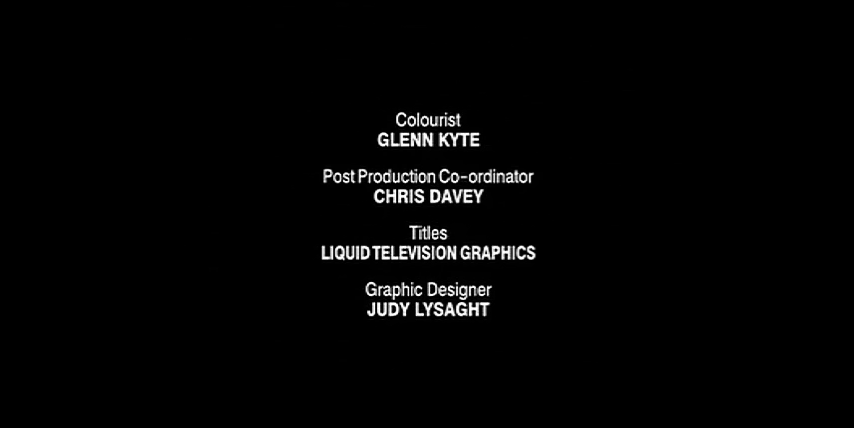 Colourist
GLENN KYTE
Post Production Co-ordinator
CHRIS DAVEY
Titles
LIQUID TELEVISION GRAPHICS
Graphic Designer
JUDY LYSAGHT